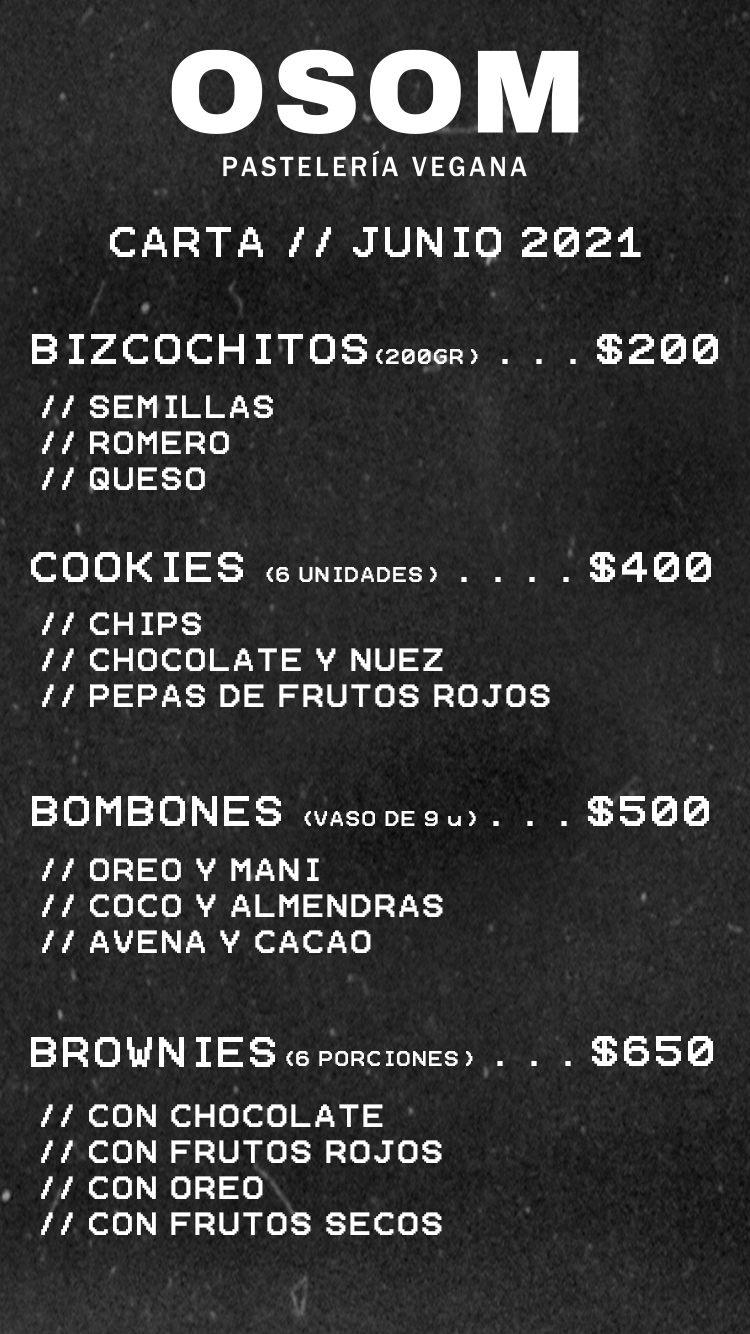 OSOM
PASTELERÍA VEGANA
CARTA // JUNIO 2021
BIZCOCHITOS (200GR) . . . $200
// SEMILLAS
// ROMERO
// QUESO
COOKIES (6 UNIDADES) . . . . $400
// CHIPS
// CHOCOLATE Y NUEZ
// PEPAS DE FRUTOS ROJOS
BOMBONES (VASO DE 9 u) . . . $500
// OREO Y MANI
// COCO Y ALMENDRAS
// AVENA Y CACAO
BROWNIES (6 PORCIONES) . . . $650
// CON CHOCOLATE
// CON FRUTOS ROJOS
// CON OREO
// CON FRUTOS SECOS